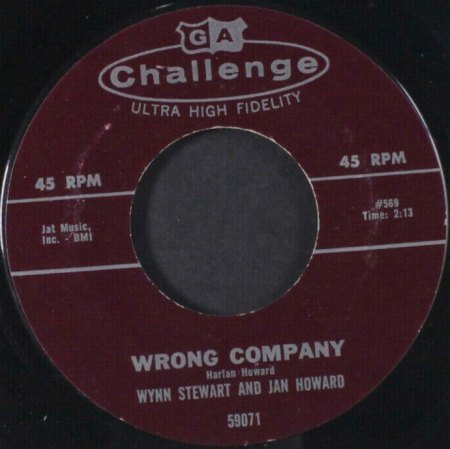 GA
Challenge
ULTRA HIGH FIDELITY
45 RPM
45 RPM
Jat Music,
Inc. - BMI
#569
Time: 2:13
WRONG COMPANY
Harlan Howard
WYNN STEWART AND JAN HOWARD
59071